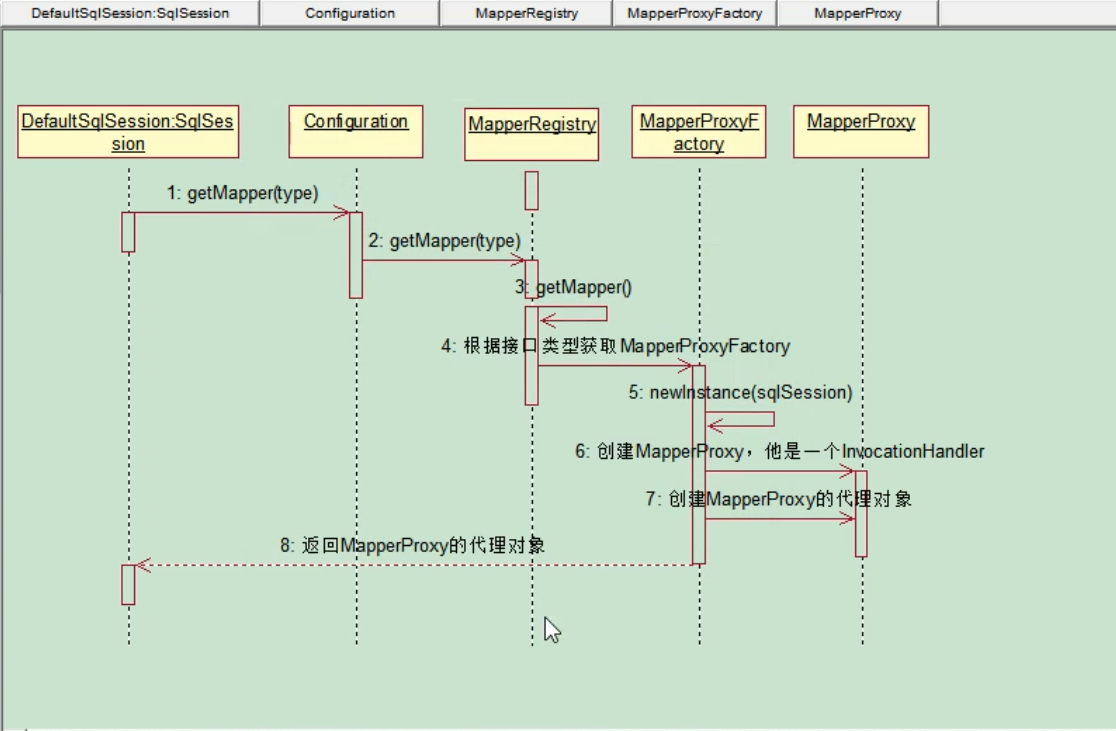 DefaultSqlSession:SqlSession
Configuration
MapperRegistry
MapperProxyFactory
MapperProxy
DefaultSqlSession:SqlSes
sion
Configuration
MapperRegistry
MapperProxyF
actory
MapperProxy
1: getMapper(type)
2: getMapper(type)
3: getMapper()
4: 根据接口类型获取MapperProxyFactory
5: newInstance(sqlSession)
6: 创建MapperProxy，他是一个InvocationHandler
7: 创建MapperProxy的代理对象
8: 返回MapperProxy的代理对象